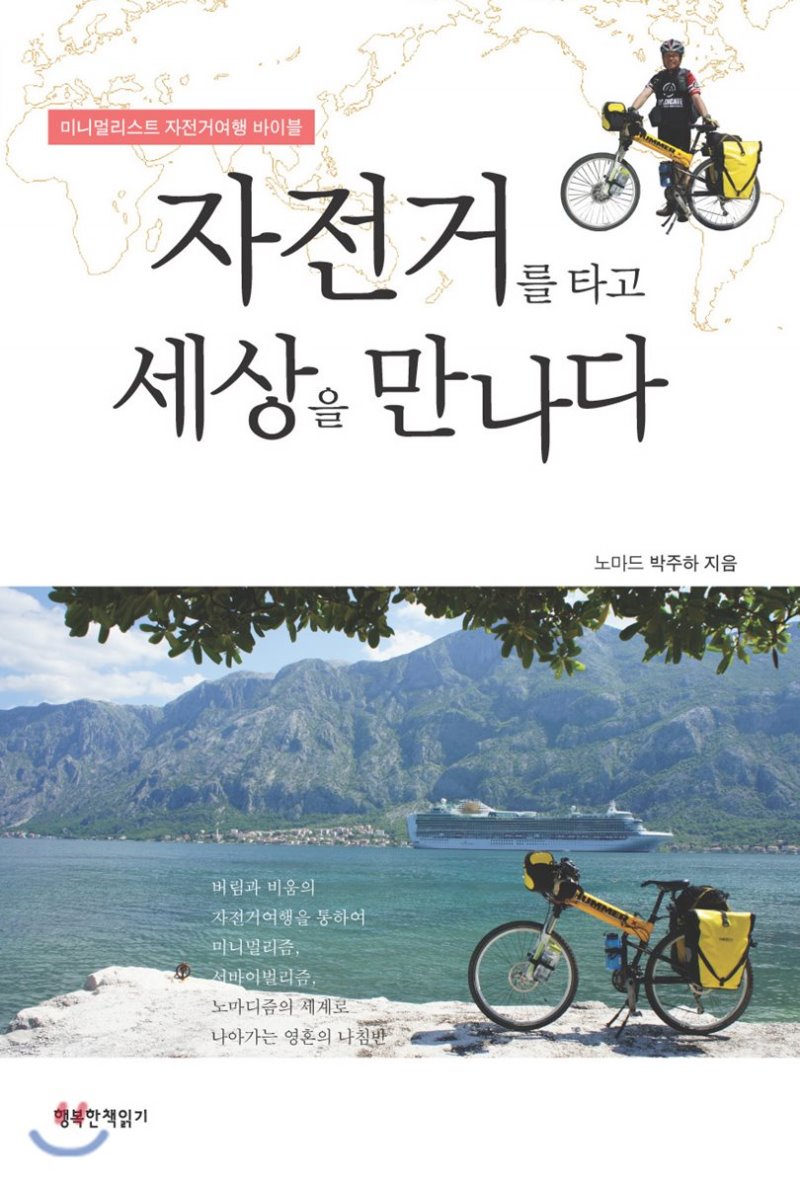 미니멀리스트 자전거여행 바이블
자전거를 타고
세상을 만나다
노마드 박주하 지음
버림과 비움의
자전거여행을 통하여
미니멀리즘,
서바이벌리즘,
노마디즘의 세계로
나아가는 영혼의 나침반
HUMMER
행복한책읽기